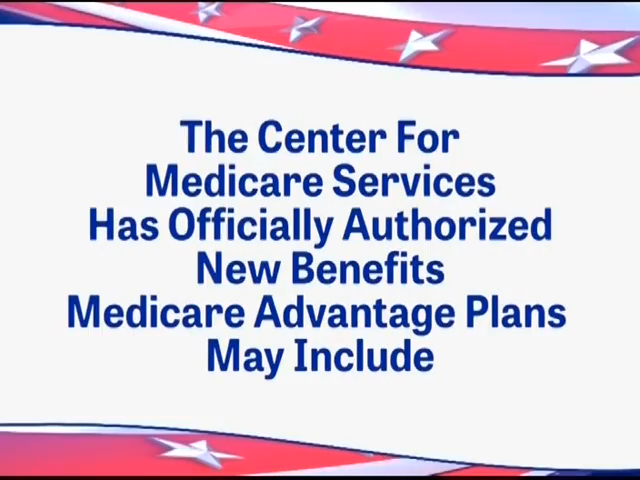 The Center For
Medicare Services
Has Officially Authorized
New Benefits
Medicare Advantage Plans
May Include